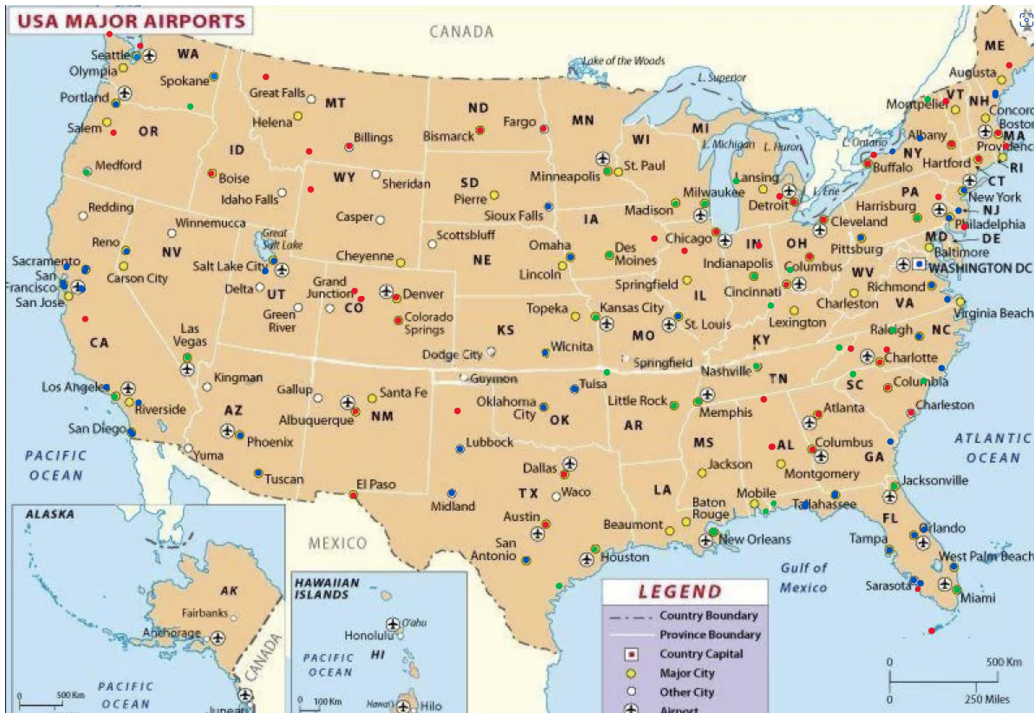 USA MAJOR AIRPORTS
CANADA
Lake of the Woods
L. Superior
L. Michigan
L. Huron
L. Ontario
L. Erie
Seattle
WA
Olympia
Spokane
Portland
Salem
OR
Medford
Great Falls
MT
Helena
Billings
ID
Boise
Idaho Falls
WY
Sheridan
Casper
Cheyenne
ND
Bismarck
Fargo
MN
SD
Pierre
Sioux Falls
St. Paul
Minneapolis
WI
Madison
Milwaukee
MI
Lansing
Detroit
ME
Augusta
VT
Montpelier
NH
Concord
Boston
MA
Albany
Providence
NY
Hartford
RI
Buffalo
CT
New York
PA
Harrisburg
NJ
Philadelphia
Pittsburg
DE
MD
Baltimore
WASHINGTON DC
Redding
Winnemucca
Reno
NV
Carson City
Great
Salt Lake
Salt Lake City
Delta
UT
Green
River
Sacramento
San
Francisco
San Jose
CA
Las
Vegas
Los Angele
Riverside
San Diego
Grand
Junction
CO
Denver
Colorado
Springs
Scottsbluff
NE
Omaha
Lincoln
IA
Des
Moines
Chicago
IN
Indianapolis
OH
Cleveland
Columbus
Cincinnati
Springfield
IL
WV
Charleston
Richmond
VA
Virginia Beach
Lexington
KY
Topeka
Kansas City
KS
MO
St. Louis
Dodge City
Wichita
Springfield
Guymon
Kingman
AZ
Phoenix
Yuma
Tuscan
Gallup
Santa Fe
Albuquerque
NM
El Paso
Oklahoma
City
OK
Tulsa
Lubbock
Midland
Dallas
TX
Waco
Austin
San
Antonio
Houston
Beaumont
Little Rock
AR
Memphis
Nashville
TN
Raleigh
NC
Charlotte
SC
Columbia
Charleston
Atlanta
MS
AL
Columbus
GA
Jackson
Montgomery
LA
Baton
Rouge
Mobile
New Orleans
Tallahassee
Jacksonville
FL
Orlando
Tampa
West Palm Beach
Sarasota
Miami
PACIFIC
OCEAN
ATLANTIC
OCEAN
Gulf of
Mexico
MEXICO
ALASKA
AK
Fairbanks
Anchorage
CANADA
PACIFIC
OCEAN
0
500 Km
HAWAIIAN
ISLANDS
O'ahu
Honolulu
HI
PACIFIC
OCEAN
Hawai'i
Hilo
0
100 Km
LEGEND
Country Boundary
Province Boundary
Country Capital
Major City
Other City
Airport
0
500 Km
0
250 Miles